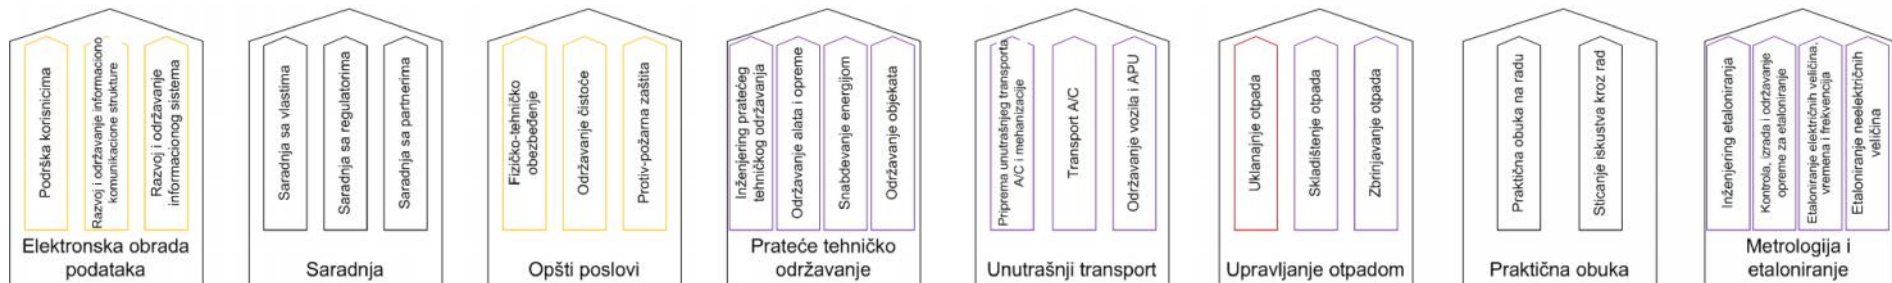 Podrška korisnicima
Razvoj i održavanje informaciono
komunikacione strukture
Razvoj i održavanje
informacionog sistema
Elektronska obrada
podataka
Saradnja sa vlastima
Saradnja sa regulatorima
Saradnja sa partnerima
Saradnja
Fizičko-tehničko
obezbeđenje
Održavanje čistoće
Protiv-požarna zaštita
Opšti poslovi
Inženjering pratećeg
tehničkog održavanja
Održavanje alata i opreme
Snabdevanje energijom
Održavanje objekata
Prateće tehničko
održavanje
Priprema unutrašnjeg transporta
A/C i mehanizacije
Transport A/C
Održavanje vozila i APU
Unutrašnji transport
Uklanajnje otpada
Skladištenje otpada
Zbrinjavanje otpada
Upravljanje otpadom
Praktična obuka na radu
Sticanje iskustva kroz rad
Praktična obuka
Inženjering etaloniranja
Kontrola, izrada i održavanje
opreme za etaloniranje
Etaloniranje električnih veličina,
vremena i frekvencija
Etaloniranje neelektričnih
veličina
Metrologija i
etaloniranje